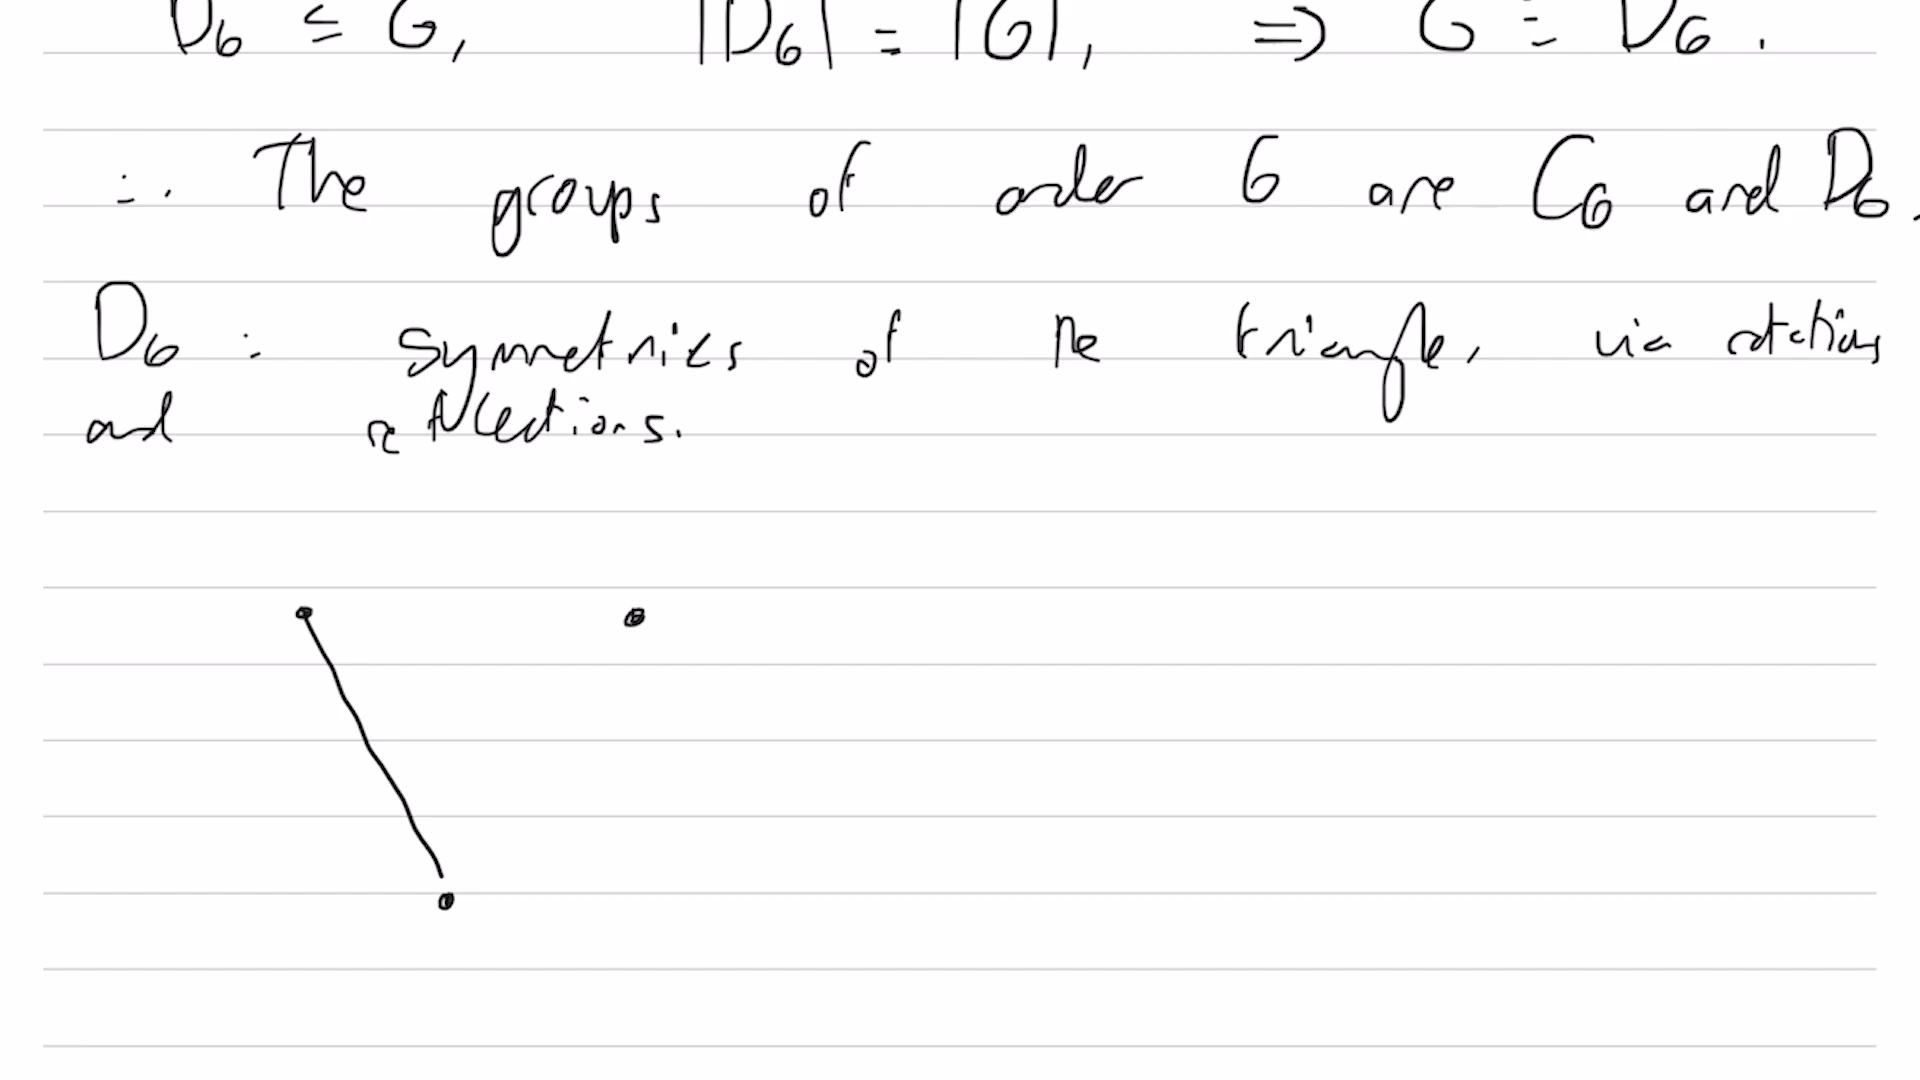 D₆ ≤ G, |D₆| = |G|, ⇒ G ≅ D₆.
∴ The groups of order 6 are C₆ and D₆.
D₆ : symmetries of the triangle, via rotations
and reflections.